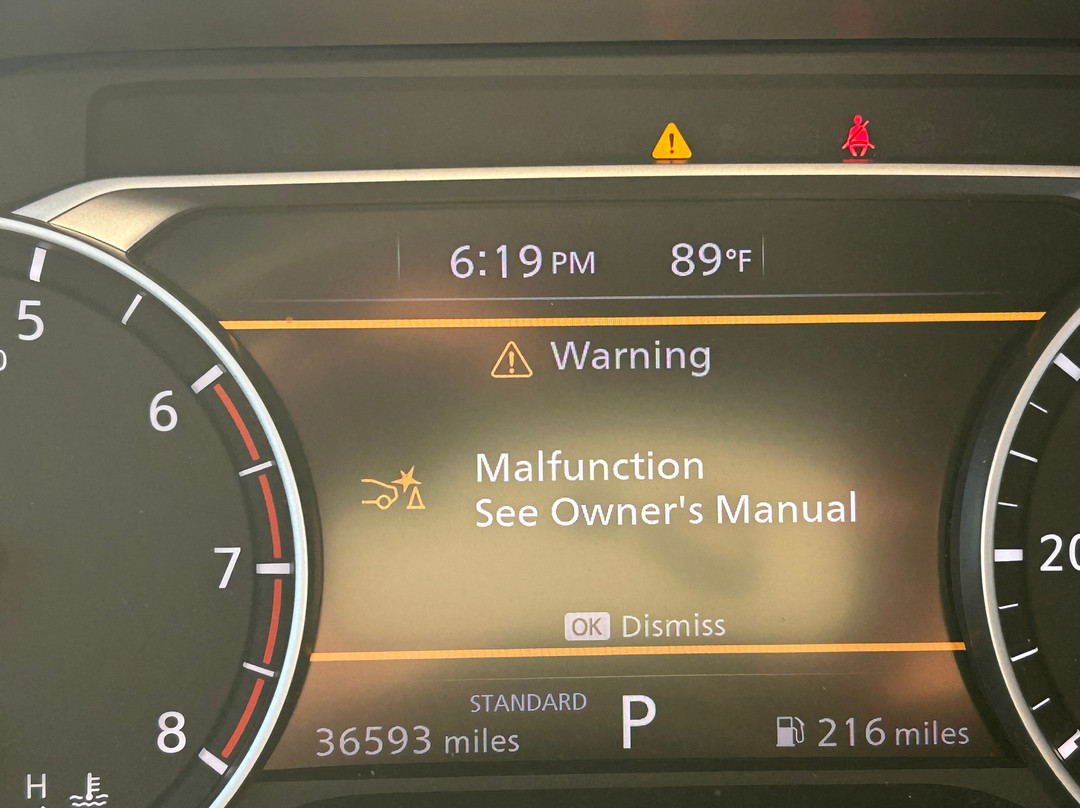 6:19 PM 89°F
5
Warning
6
Malfunction
See Owner's Manual
7
20
OK Dismiss
STANDARD
8
36593 miles P 216 miles
H